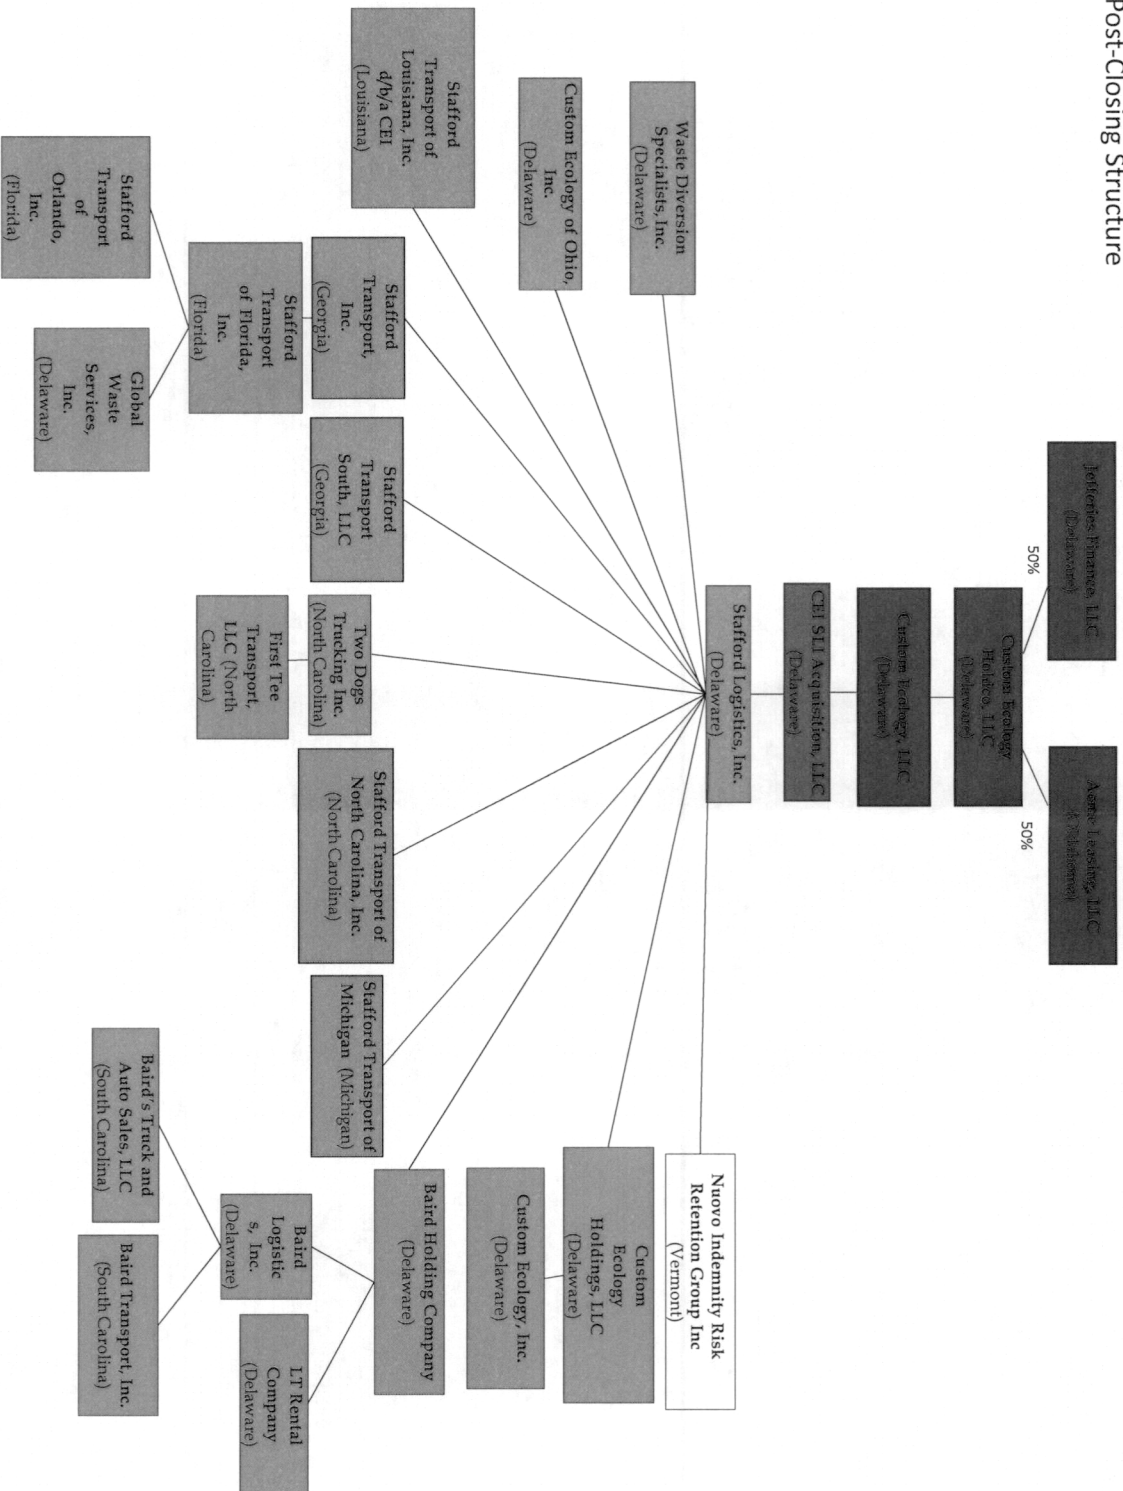 Post-Closing Structure
Jefferies Finance, LLC
(Delaware)
Acme Leasing, LLC
50%
50%
Custom Ecology
Holdco, LLC
(Delaware)
Custom Ecology, LLC
(Delaware)
CEI SLI Acquisition, LLC
(Delaware)
Stafford Logistics, Inc.
(Delaware)
Waste Diversion
Specialists, Inc.
(Delaware)
Nuovo Indemnity Risk
Retention Group Inc
(Vermont)
Custom Ecology of Ohio,
Inc.
(Delaware)
Custom
Ecology
Holdings, LLC
(Delaware)
Custom Ecology, Inc.
(Delaware)
Stafford
Transport of
Louisiana, Inc.
d/b/a CEI
(Louisiana)
Stafford
Transport,
Inc.
(Georgia)
Stafford
Transport
South, LLC
(Georgia)
Two Dogs
Trucking Inc.
(North Carolina)
Stafford Transport of
North Carolina, Inc.
(North Carolina)
Stafford Transport of
Michigan (Michigan)
Baird Holding Company
(Delaware)
Stafford
Transport
of Florida,
Inc.
(Florida)
First Tee
Transport,
LLC (North
Carolina)
Baird
Logistic
s, Inc.
(Delaware)
LT Rental
Company
(Delaware)
Stafford
Transport
of
Orlando,
Inc.
(Florida)
Global
Waste
Services,
Inc.
(Delaware)
Baird's Truck and
Auto Sales, LLC
(South Carolina)
Baird Transport, Inc.
(South Carolina)